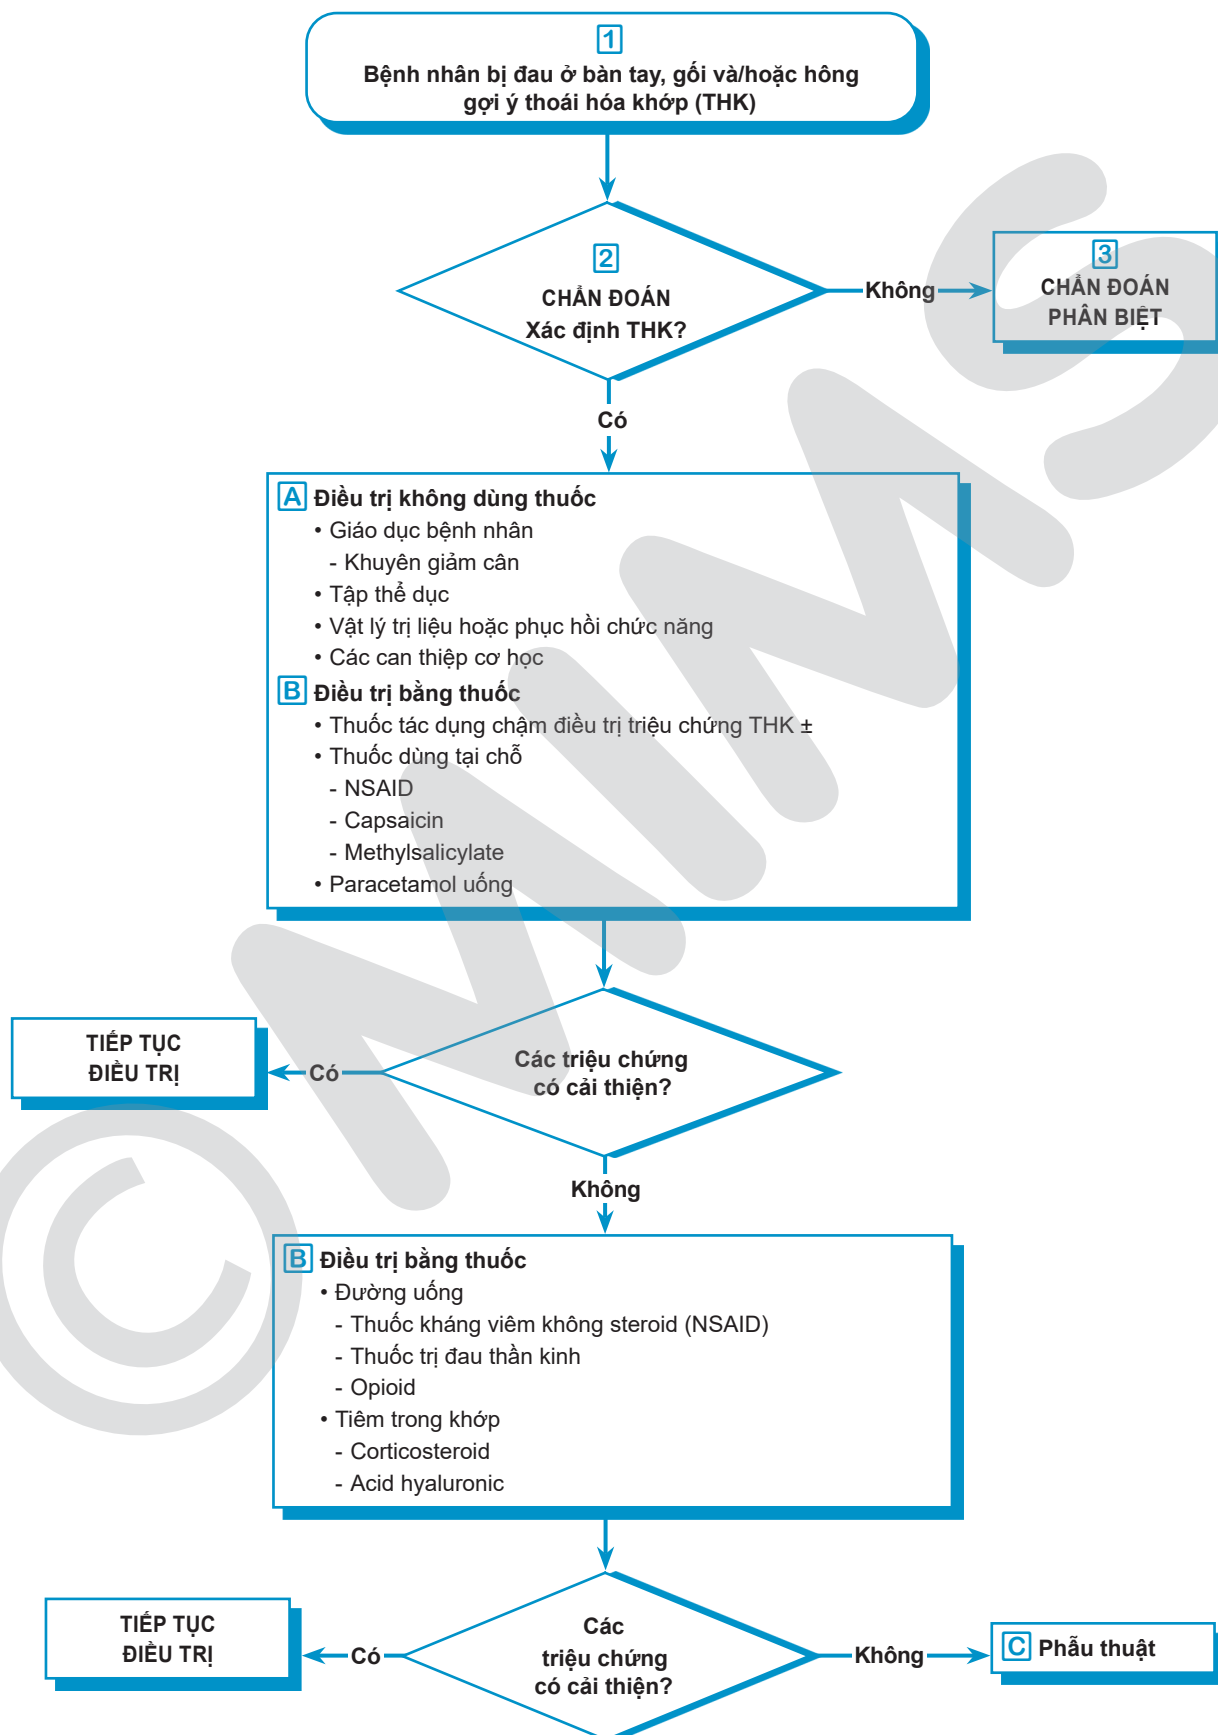 1
Bệnh nhân bị đau ở bàn tay, gối và/hoặc hông
gợi ý thoái hóa khớp (THK)
2
CHẨN ĐOÁN
Xác định THK?
Không
3
CHẨN ĐOÁN
PHÂN BIỆT
Có
A Điều trị không dùng thuốc
• Giáo dục bệnh nhân
- Khuyên giảm cân
• Tập thể dục
• Vật lý trị liệu hoặc phục hồi chức năng
• Các can thiệp cơ học
B Điều trị bằng thuốc
• Thuốc tác dụng chậm điều trị triệu chứng THK ±
• Thuốc dùng tại chỗ
- NSAID
- Capsaicin
- Methylsalicylate
• Paracetamol uống
Các triệu chứng
có cải thiện?
Có
TIẾP TỤC
ĐIỀU TRỊ
Không
B Điều trị bằng thuốc
• Đường uống
- Thuốc kháng viêm không steroid (NSAID)
- Thuốc trị đau thần kinh
- Opioid
• Tiêm trong khớp
- Corticosteroid
- Acid hyaluronic
Các
triệu chứng
có cải thiện?
Có
TIẾP TỤC
ĐIỀU TRỊ
Không
C Phẫu thuật
©MIMS